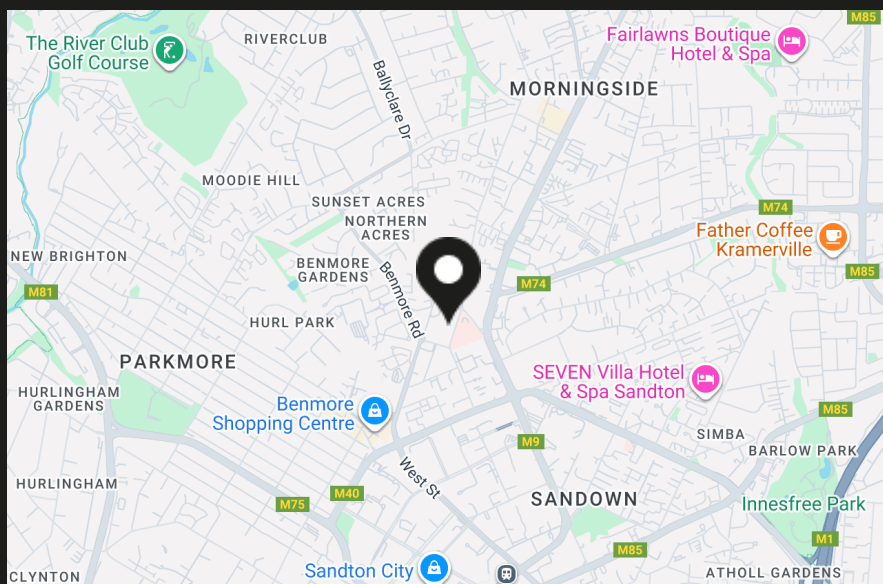 M85
The River Club
Golf Course
RIVERCLUB
Fairlawns Boutique
Hotel & Spa
Ballyclare Dr
MORNINGSIDE
MOODIE HILL
SUNSET ACRES
NORTHERN
ACRES
M74
Father Coffee
Kramerville
NEW BRIGHTON
BENMORE
GARDENS
Benmore Rd
M85
M74
M81
HURL PARK
PARKMORE
SEVEN Villa Hotel
& Spa Sandton
HURLINGHAM
GARDENS
Benmore
Shopping Centre
M85
SIMBA
M9
BARLOW PARK
HURLINGHAM
West St
M40
M75
SANDOWN
Innesfree Park
M1
M85
CLYNTON
Sandton City
ATHOLL GARDENS